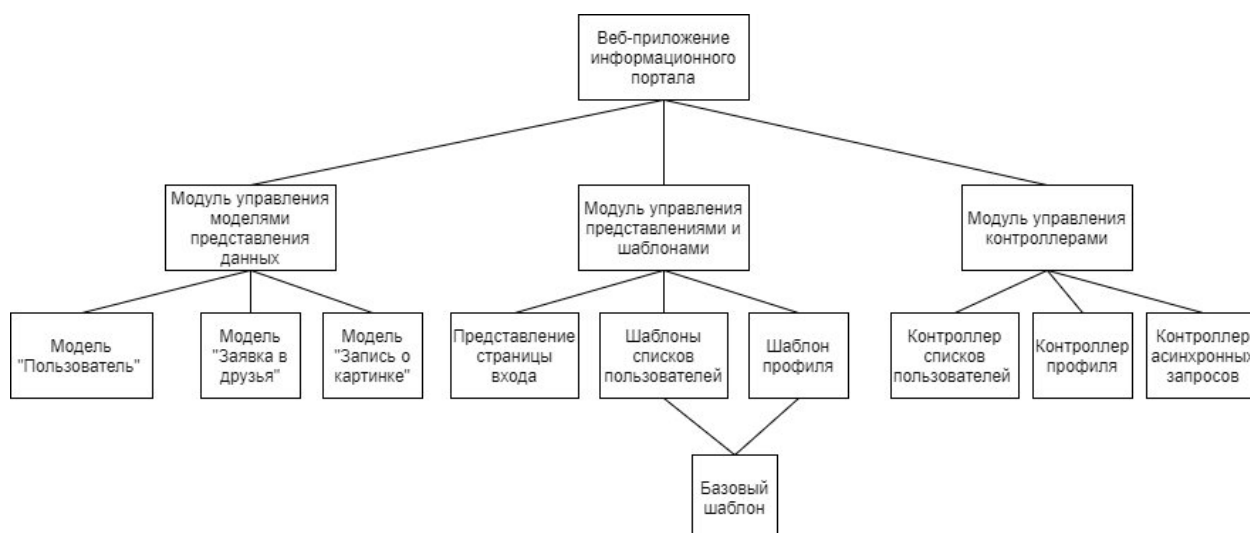 Веб-приложение
информационного
портала
Модуль управления
моделями
представления
данных
Модуль управления
представлениями и
шаблонами
Модуль управления
контроллерами
Модель
"Пользователь"
Модель
"Заявка в
друзья"
Модель
"Запись о
картинке"
Представление
страницы
входа
Шаблоны
списков
пользователей
Шаблон
профиля
Контроллер
списков
пользователей
Контроллер
профиля
Контроллер
асинхронных
запросов
Базовый
шаблон